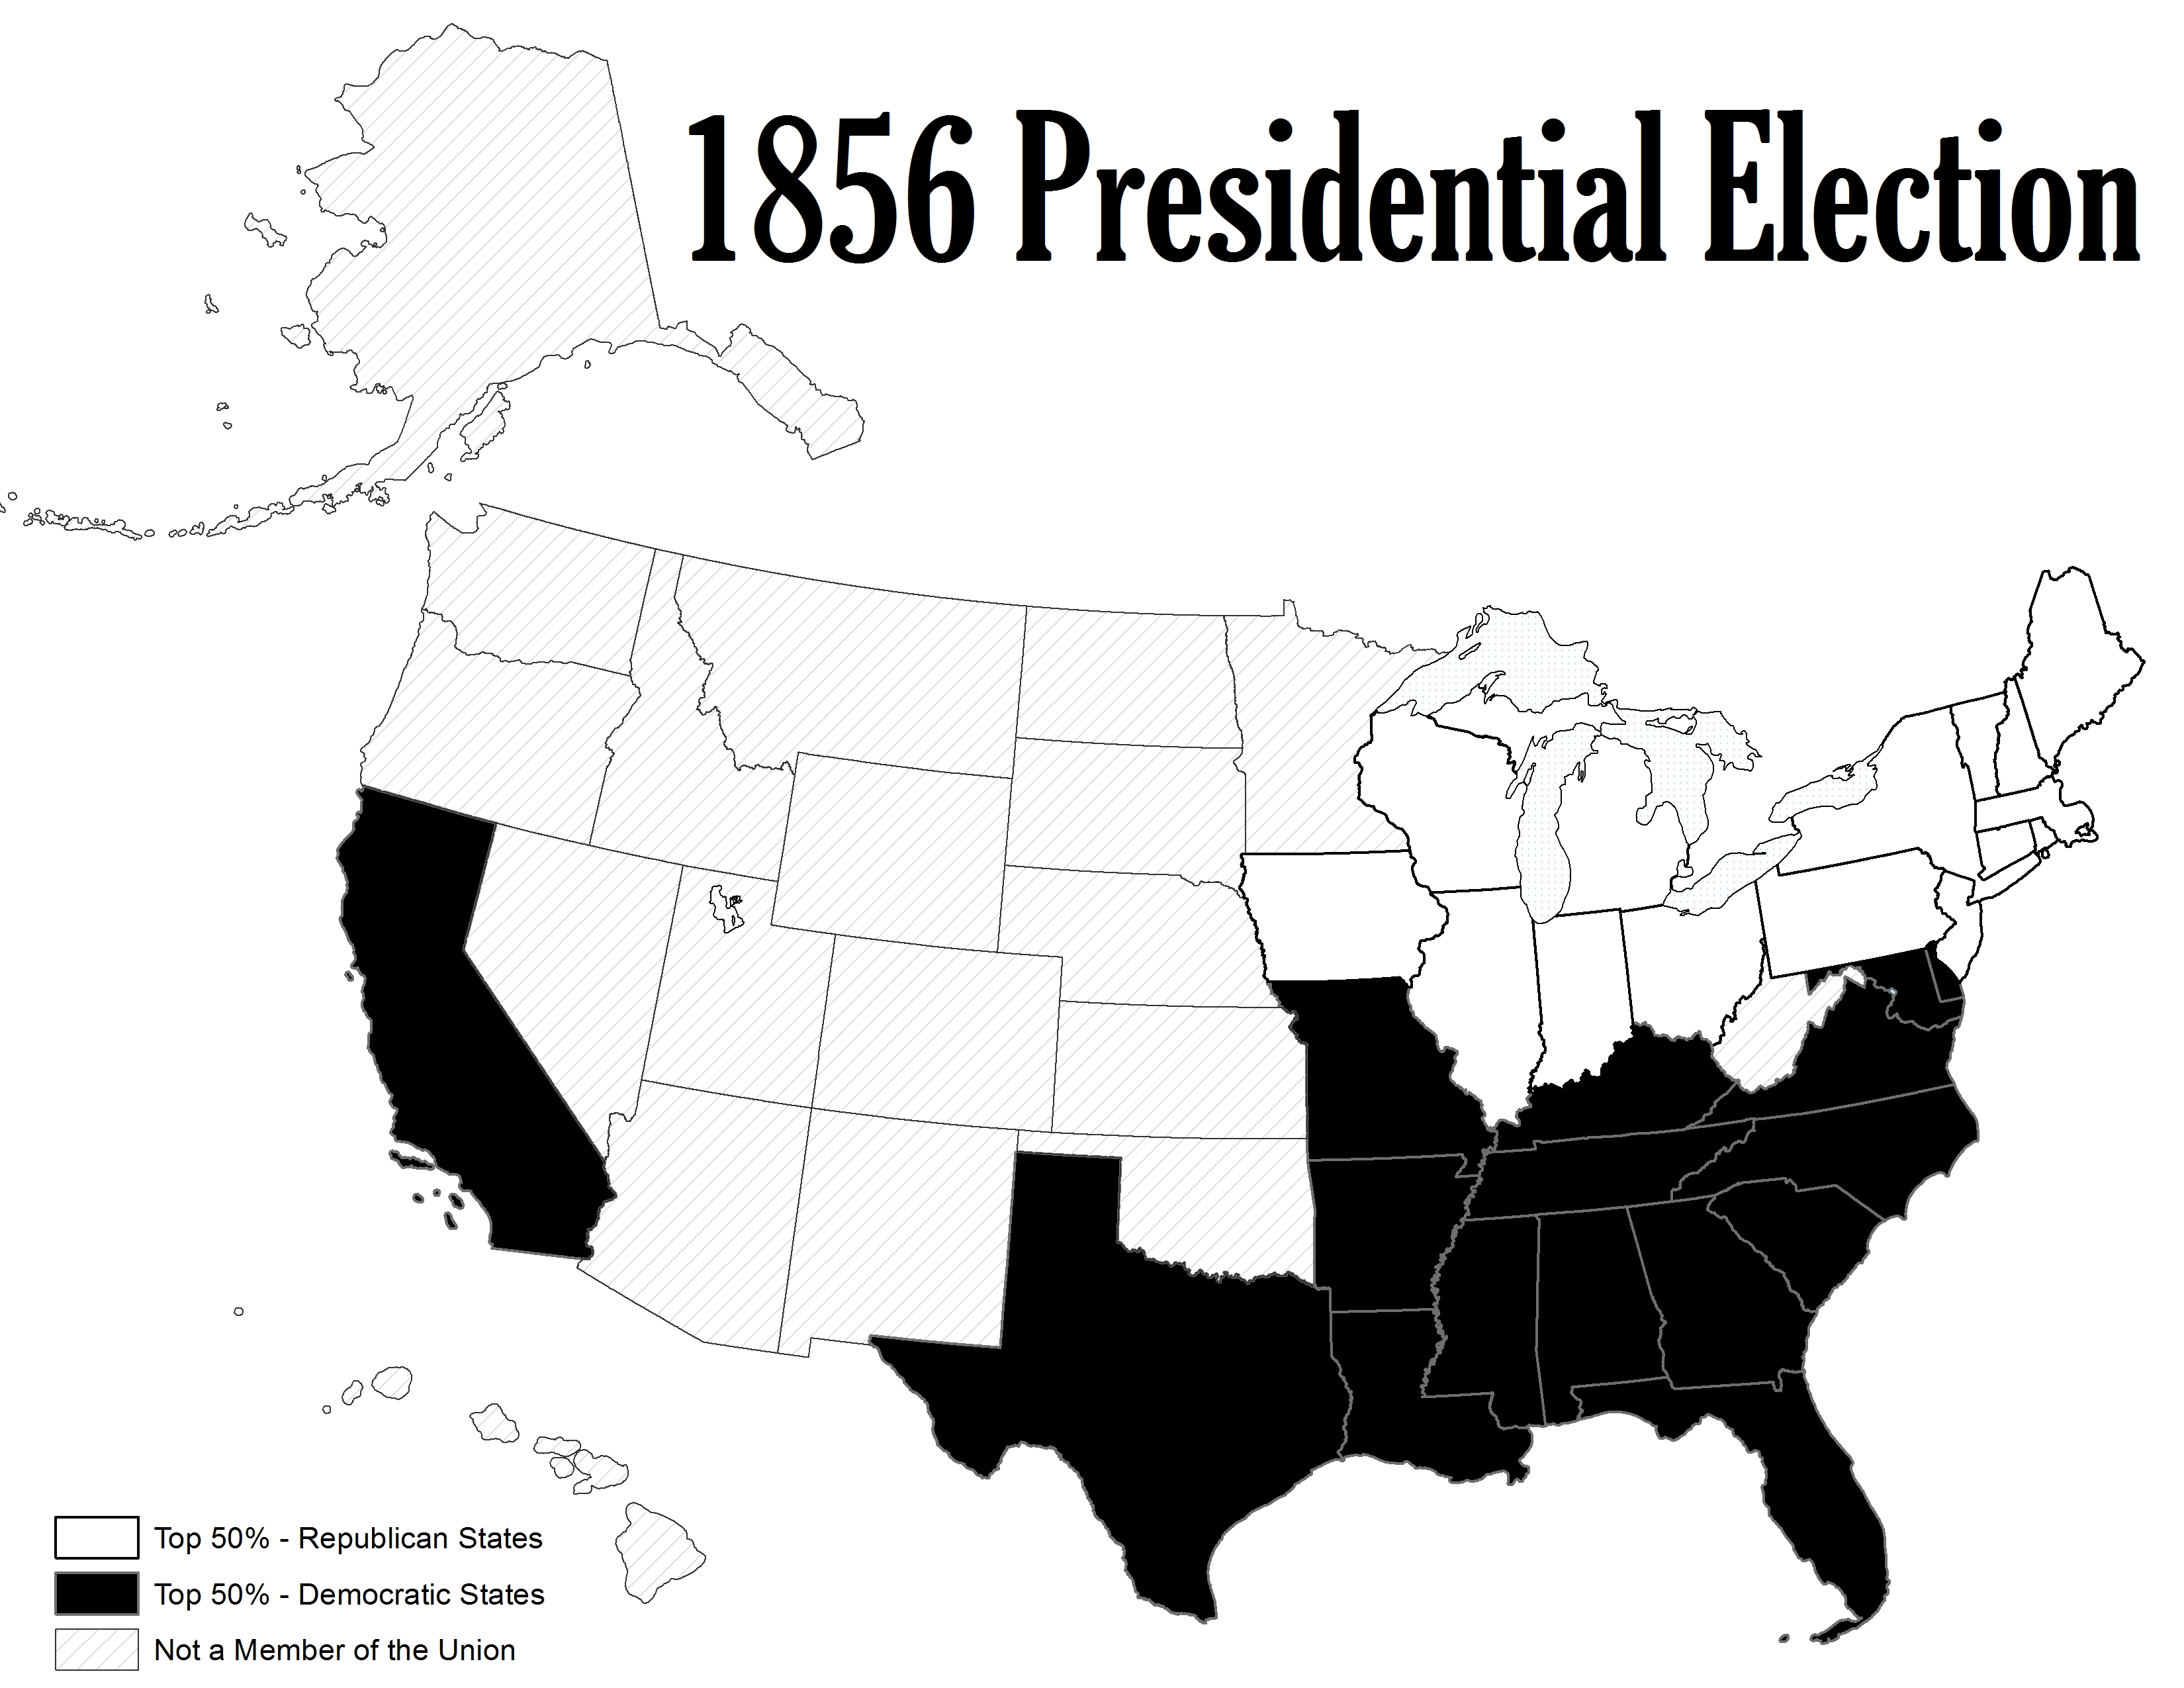 1856 Presidential Election
Top 50% - Republican States
Top 50% - Democratic States
Not a Member of the Union